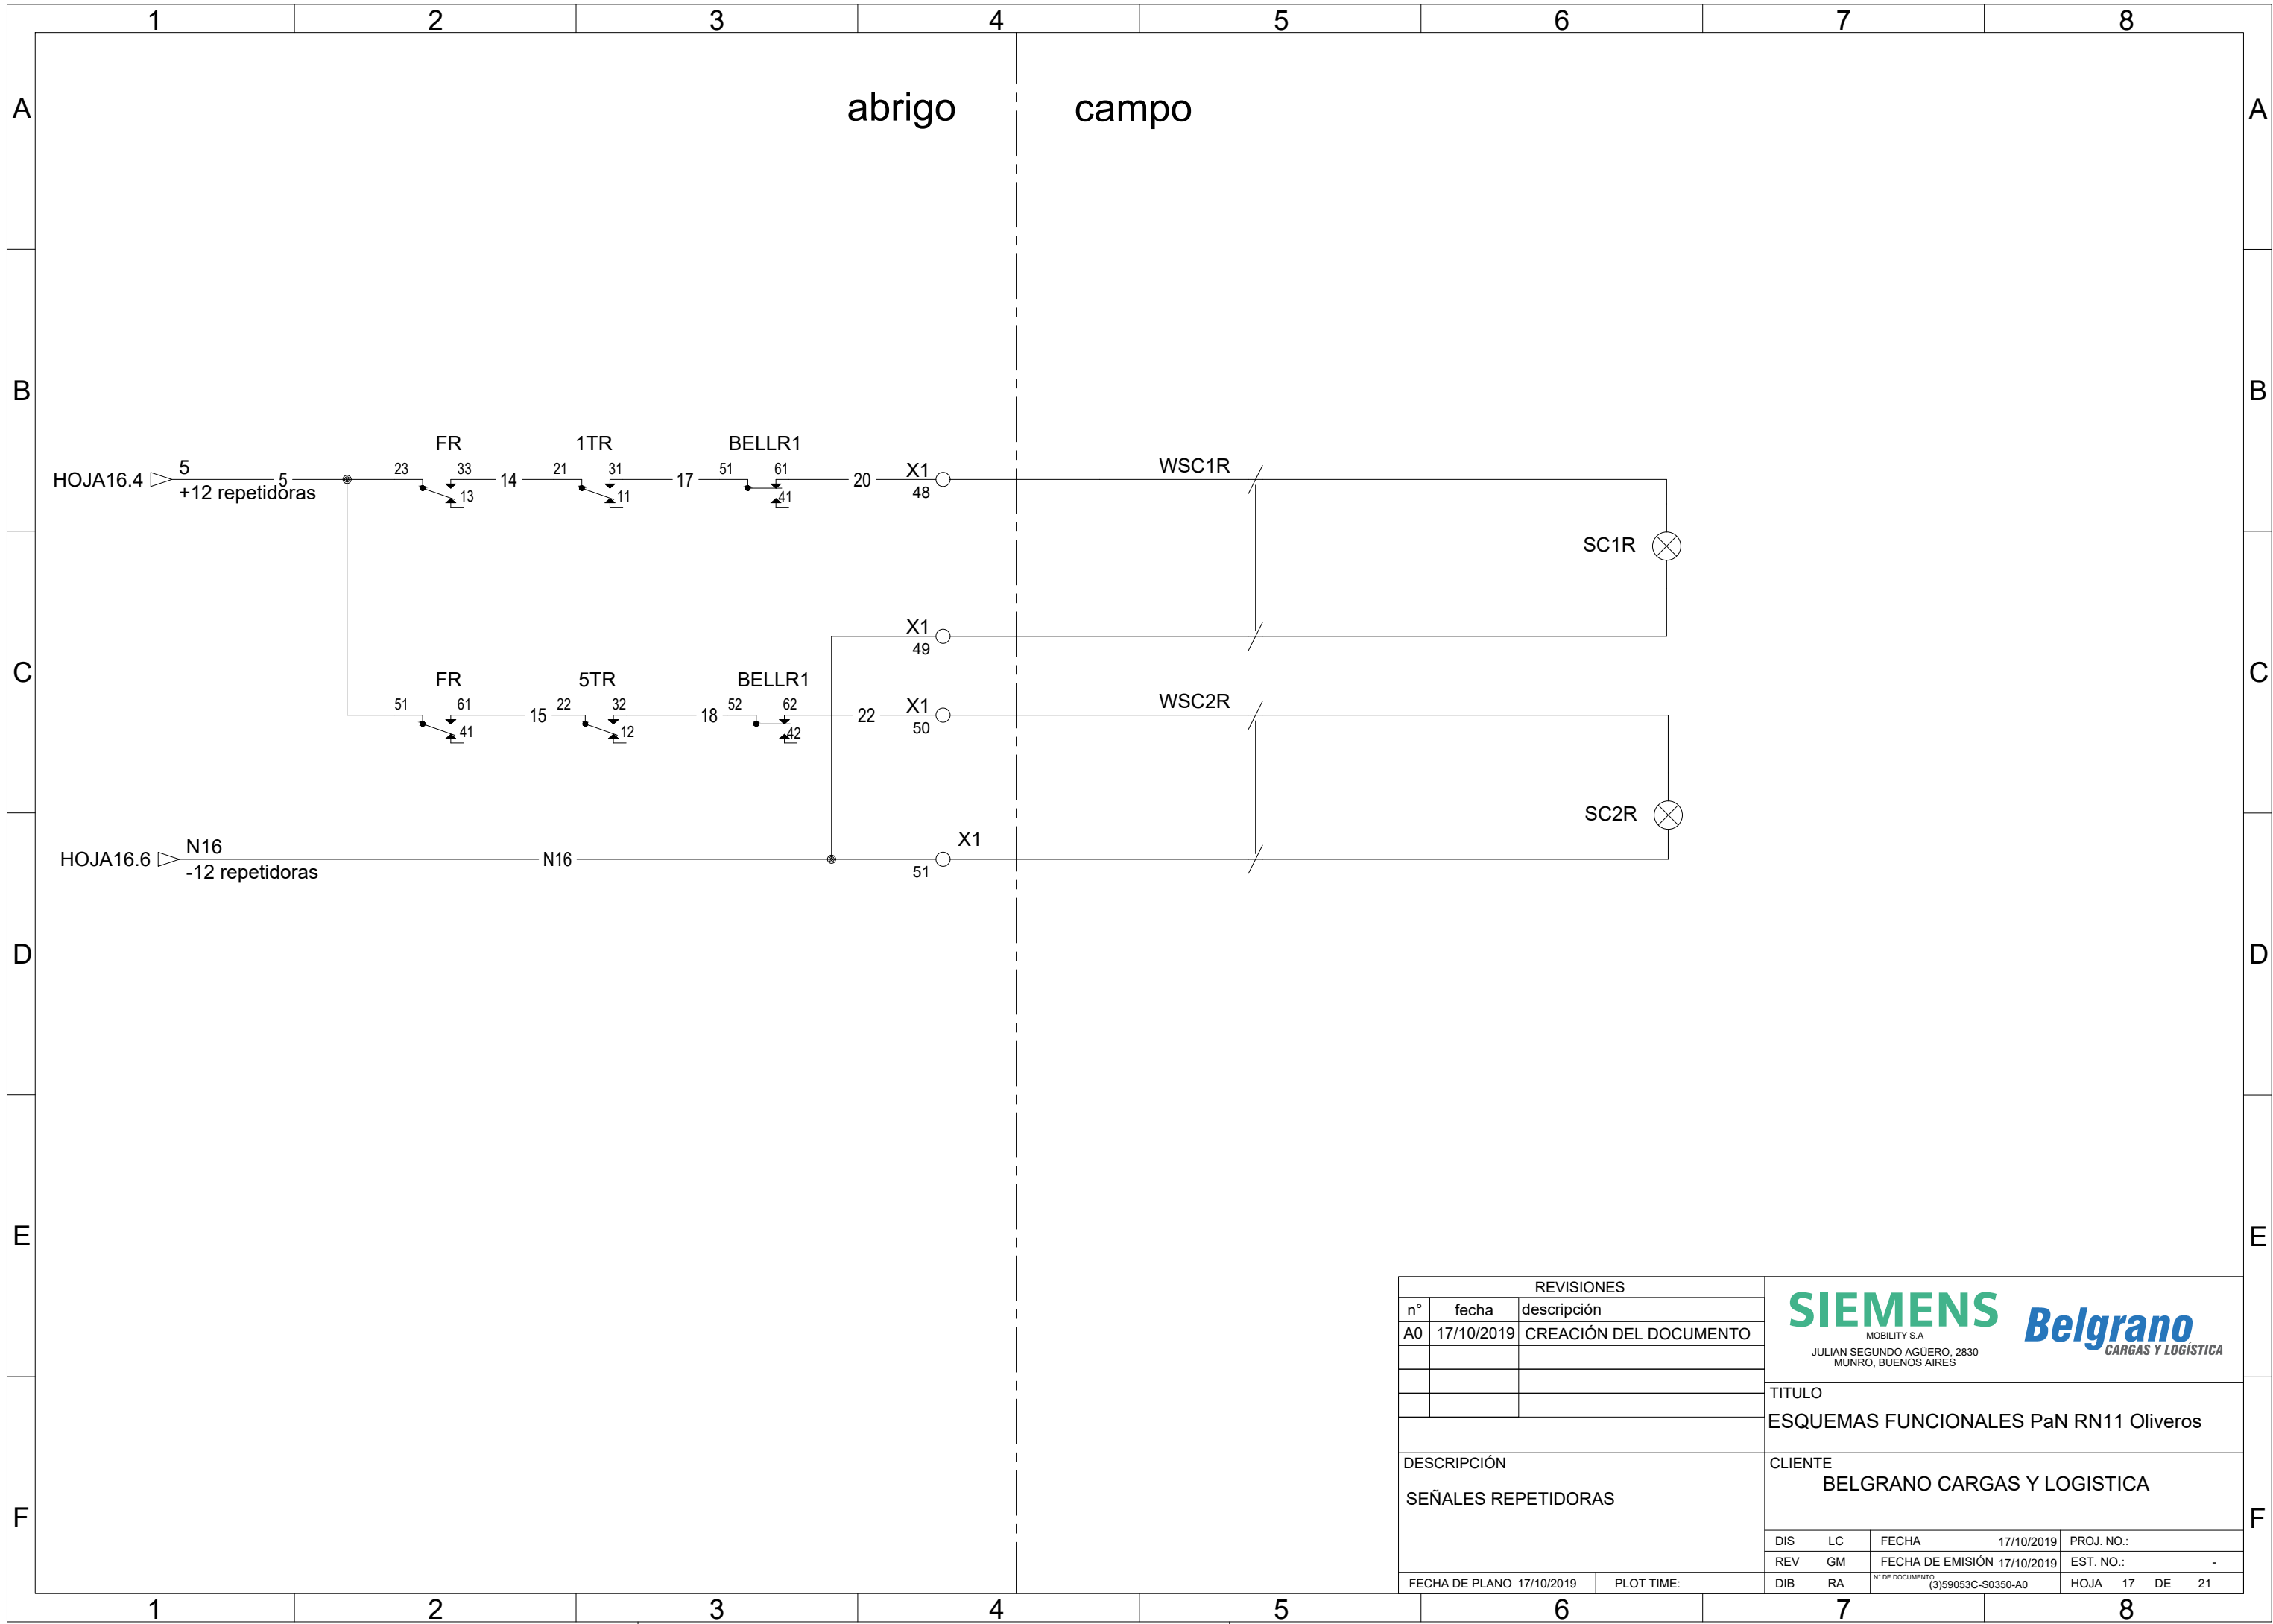 1 2 3 4 5 6 7 8
A A
abrigo campo
B B
FR 1TR BELLR1
HOJA16.4 5 5 23 33 14 21 31 17 51 61 20 X1 WSC1R
+12 repetidoras 13 11 41 48
SC1R
X1
49
C C
FR 5TR BELLR1
51 61 15 22 32 18 52 62 22 X1 WSC2R
41 12 42 50
SC2R
HOJA16.6 N16 N16 X1
-12 repetidoras 51
D D
E E
REVISIONES
n° fecha descripción
A0 17/10/2019 CREACIÓN DEL DOCUMENTO
SIEMENS
MOBILITY S.A
JULIAN SEGUNDO AGÜERO, 2830
MUNRO, BUENOS AIRES
Belgrano
CARGAS Y LOGÍSTICA
TITULO
ESQUEMAS FUNCIONALES PaN RN11 Oliveros
DESCRIPCIÓN
SEÑALES REPETIDORAS
CLIENTE
BELGRANO CARGAS Y LOGISTICA
F F
DIS LC FECHA 17/10/2019 PROJ. NO.:
REV GM FECHA DE EMISIÓN 17/10/2019 EST. NO.: -
FECHA DE PLANO 17/10/2019 PLOT TIME: DIB RA N° DE DOCUMENTO (3)59053C-S0350-A0 HOJA 17 DE 21
1 2 3 4 5 6 7 8